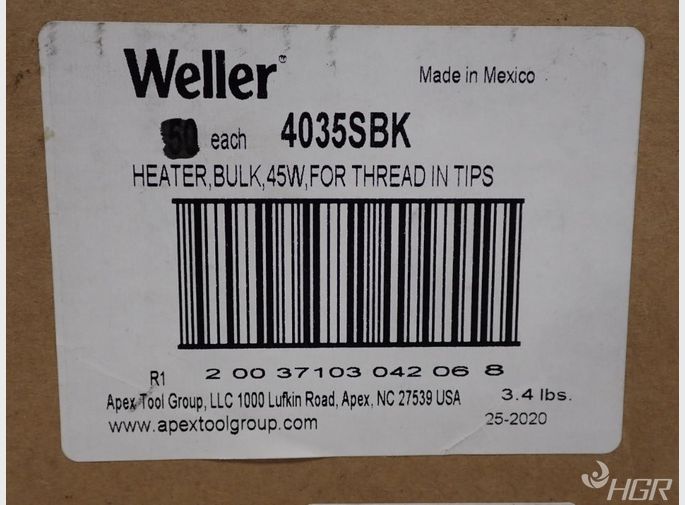 Weller®
Made in Mexico
each 4035SBK
HEATER,BULK,45W,FOR THREAD IN TIPS
R1 2 00 37103 042 06 8
Apex Tool Group, LLC 1000 Lufkin Road, Apex, NC 27539 USA
3.4 lbs.
www.apextoolgroup.com
25-2020
HGR